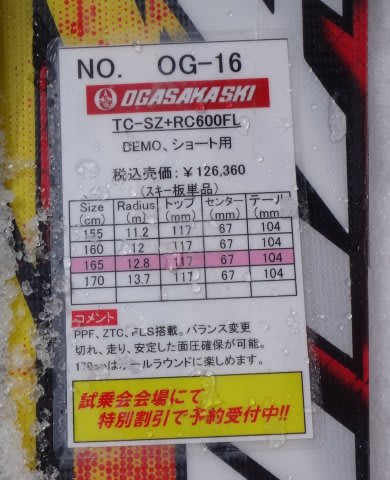 NO. OG-16
OGASAKA SKI
TC-SZ+RC600FL
DEMO、ショート用
税込売価：￥126,360
（スキー板単品）
Size (cm) Radius (m) トップ (mm) センター (mm) テール (mm)
155 11.2 117 67 104
160 12 117 67 104
165 12.8 117 67 104
170 13.7 117 67 104
コメント
PPF、ZTC、FLS搭載。バランス変更
切れ、走り、安定した面圧確保が可能。
ールラウンドに楽しめます。
試乗会会場にて
特別割引で予約受付中!!